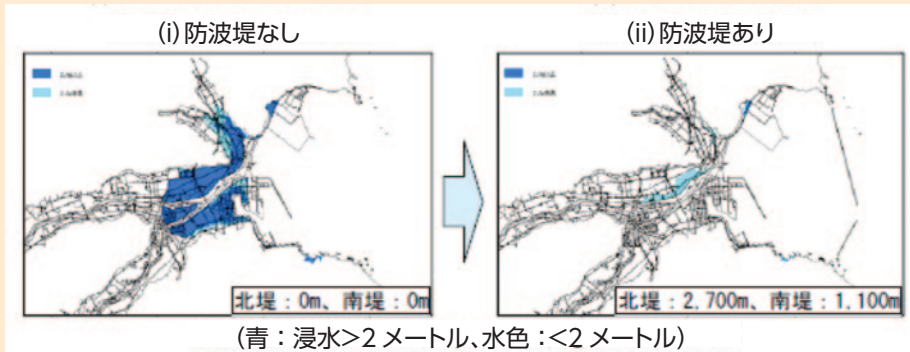 (i) 防波堤なし
(ii) 防波堤あり
北堤：0m、南堤：0m
北堤：2.700m、南堤：1.100m
(青：浸水>2 メートル、水色：<2 メートル)